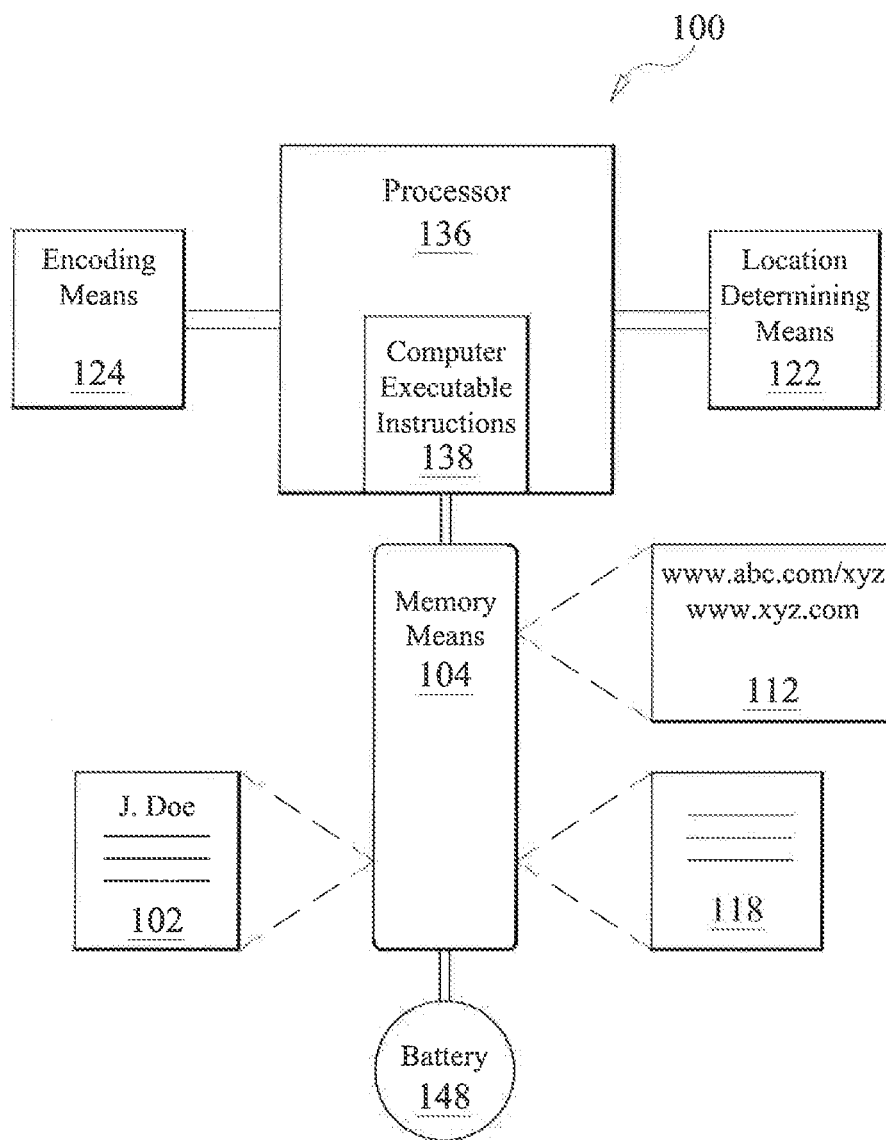 100
Processor
136
Encoding
Means
124
Location
Determining
Means
122
Computer
Executable
Instructions
138
Memory
Means
104
www.abc.com/xyz
www.xyz.com
112
J. Doe
102
118
Battery
148